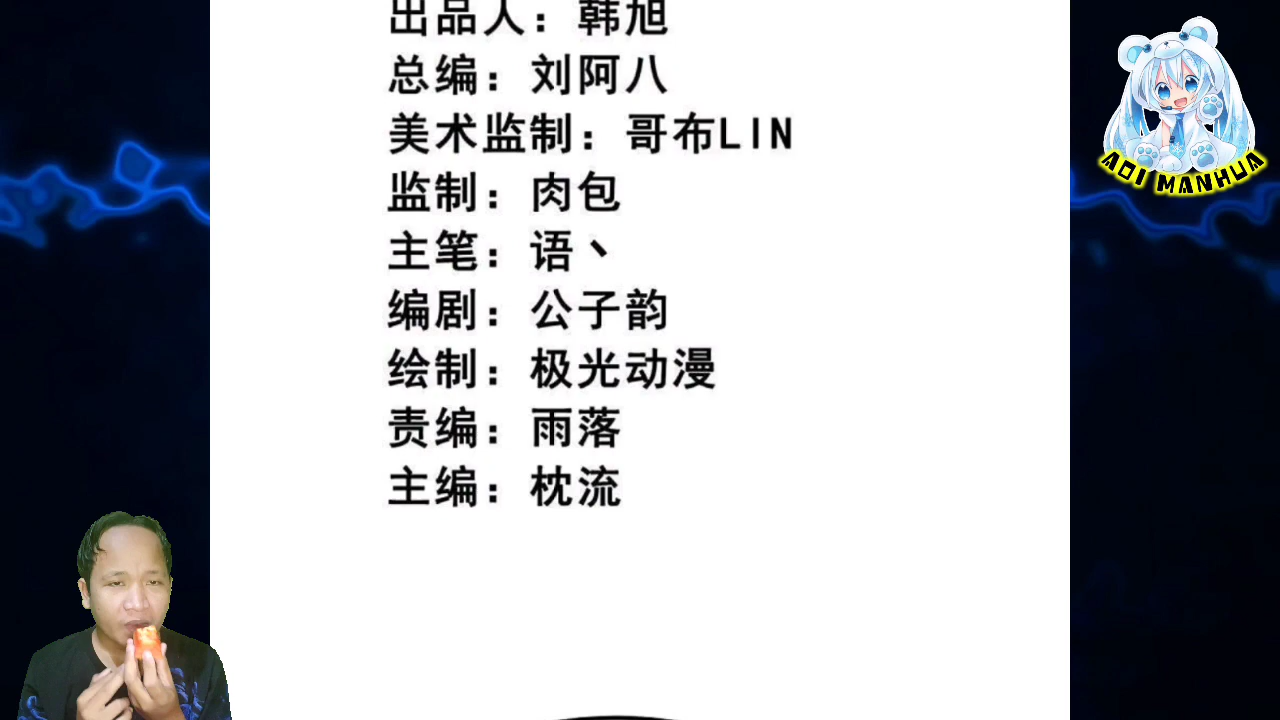 出品人：韩旭
总编：刘阿八
美术监制：哥布LIN
监制：肉包
主笔：语丶
编剧：公子韵
绘制：极光动漫
责编：雨落
主编：枕流
AOI MANHUA